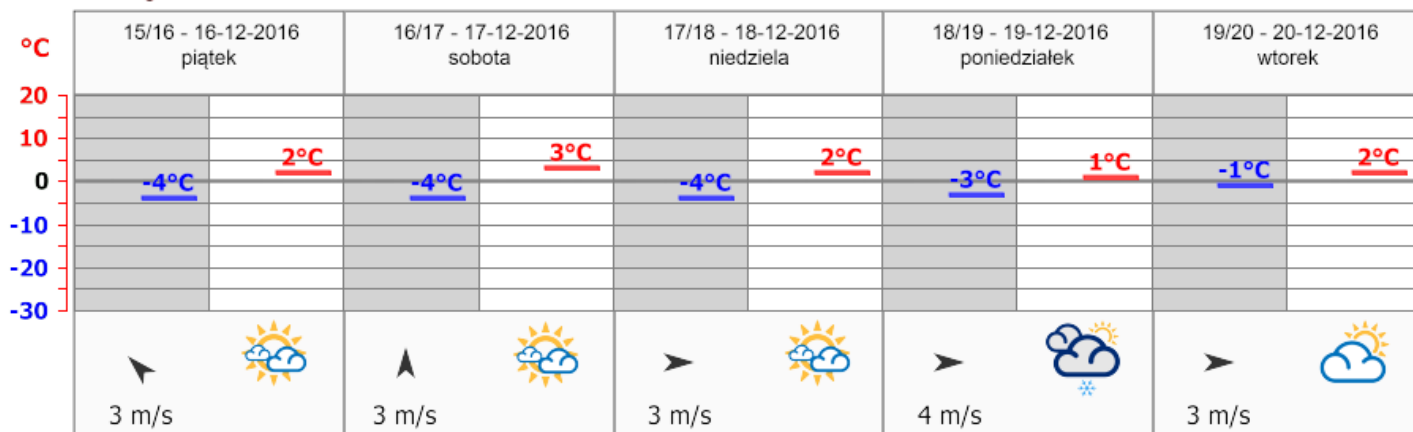 °C
15/16 - 16-12-2016
piątek
16/17 - 17-12-2016
sobota
17/18 - 18-12-2016
niedziela
18/19 - 19-12-2016
poniedziałek
19/20 - 20-12-2016
wtorek
20
10
0
-10
-20
-30
-4°C
2°C
-4°C
3°C
-4°C
2°C
-3°C
1°C
-1°C
2°C
3 m/s
3 m/s
3 m/s
4 m/s
3 m/s